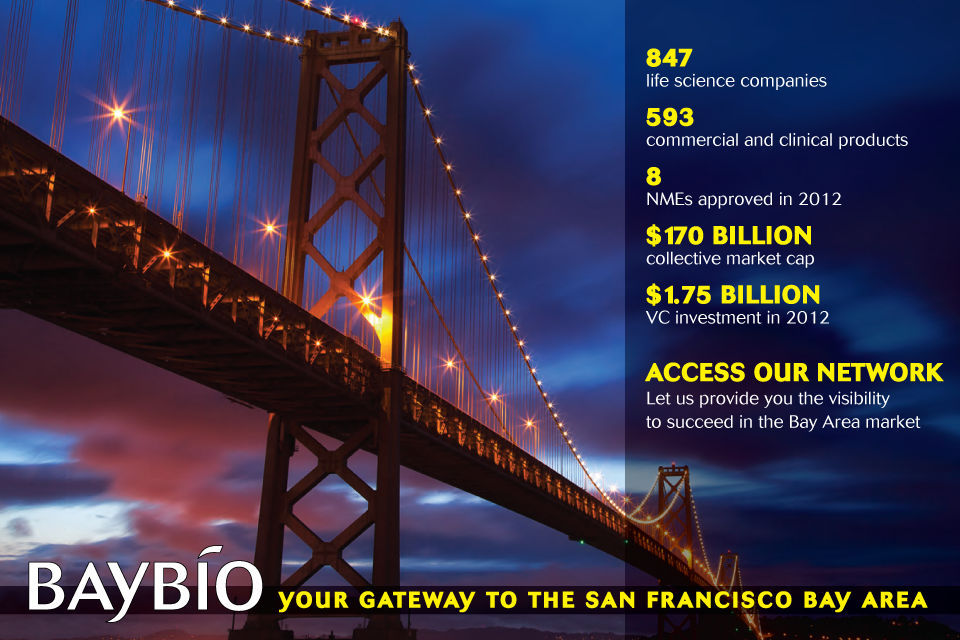 847
life science companies
593
commercial and clinical products
8
NMEs approved in 2012
$170 BILLION
collective market cap
$1.75 BILLION
VC investment in 2012
ACCESS OUR NETWORK
Let us provide you the visibility
to succeed in the Bay Area market
BAYBIO YOUR GATEWAY TO THE SAN FRANCISCO BAY AREA